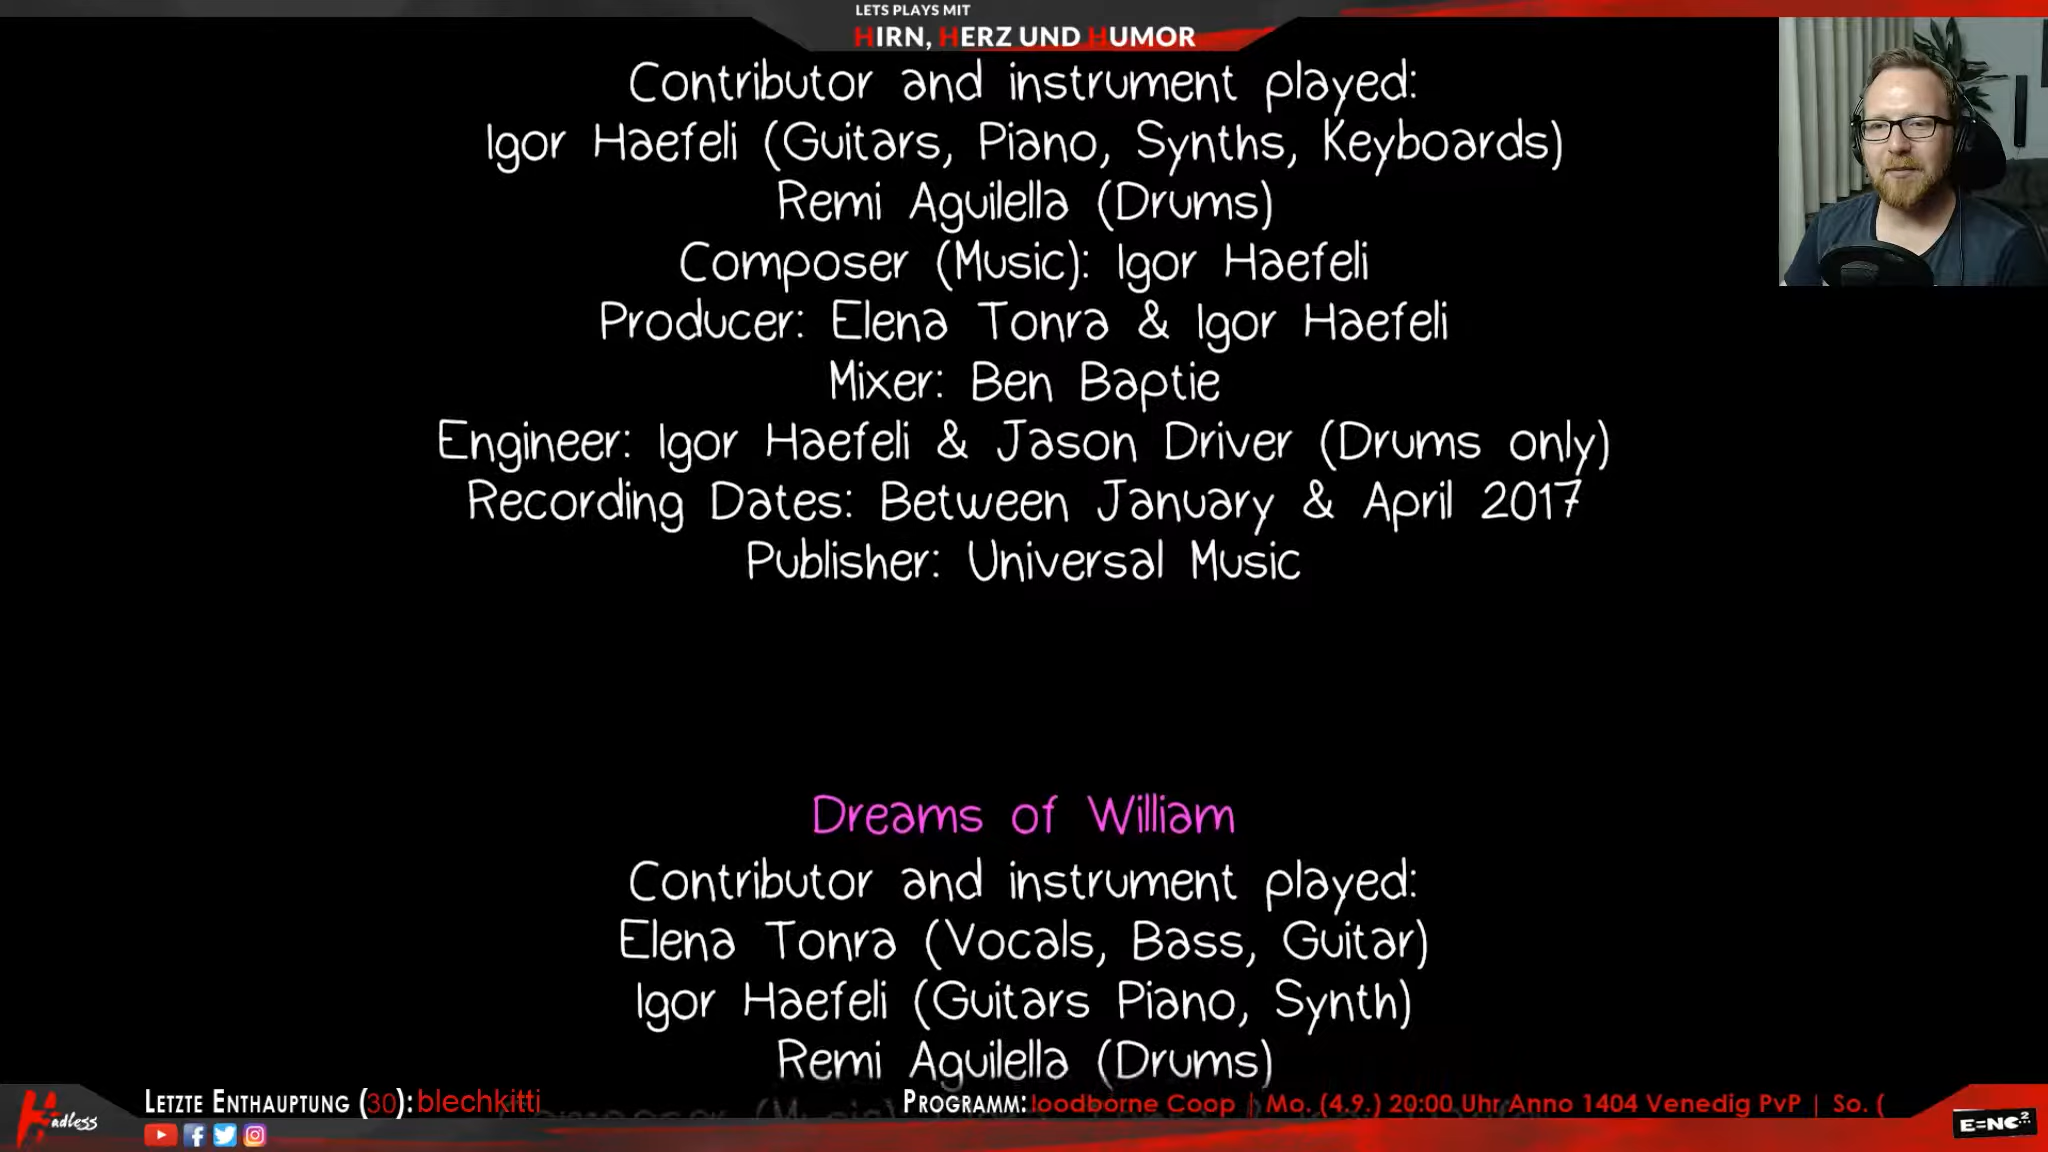 LETS PLAYS MIT
HIRN, HERZ UND HUMOR
Contributor and instrument played:
Igor Haefeli (Guitars, Piano, Synths, Keyboards)
Remi Aguilella (Drums)
Composer (Music): Igor Haefeli
Producer: Elena Tonra & Igor Haefeli
Mixer: Ben Baptie
Engineer: Igor Haefeli & Jason Driver (Drums only)
Recording Dates: Between January & April 2017
Publisher: Universal Music
Dreams of William
Contributor and instrument played:
Elena Tonra (Vocals, Bass, Guitar)
Igor Haefeli (Guitars Piano, Synth)
Remi Aguilella (Drums)
LETZTE ENTHAUPTUNG (30): blechkitti
PROGRAMM: loodborne Coop | Mo. (4.9.) 20:00 Uhr Anno 1404 Venedig PvP | So. (
Hadless
E=NC²